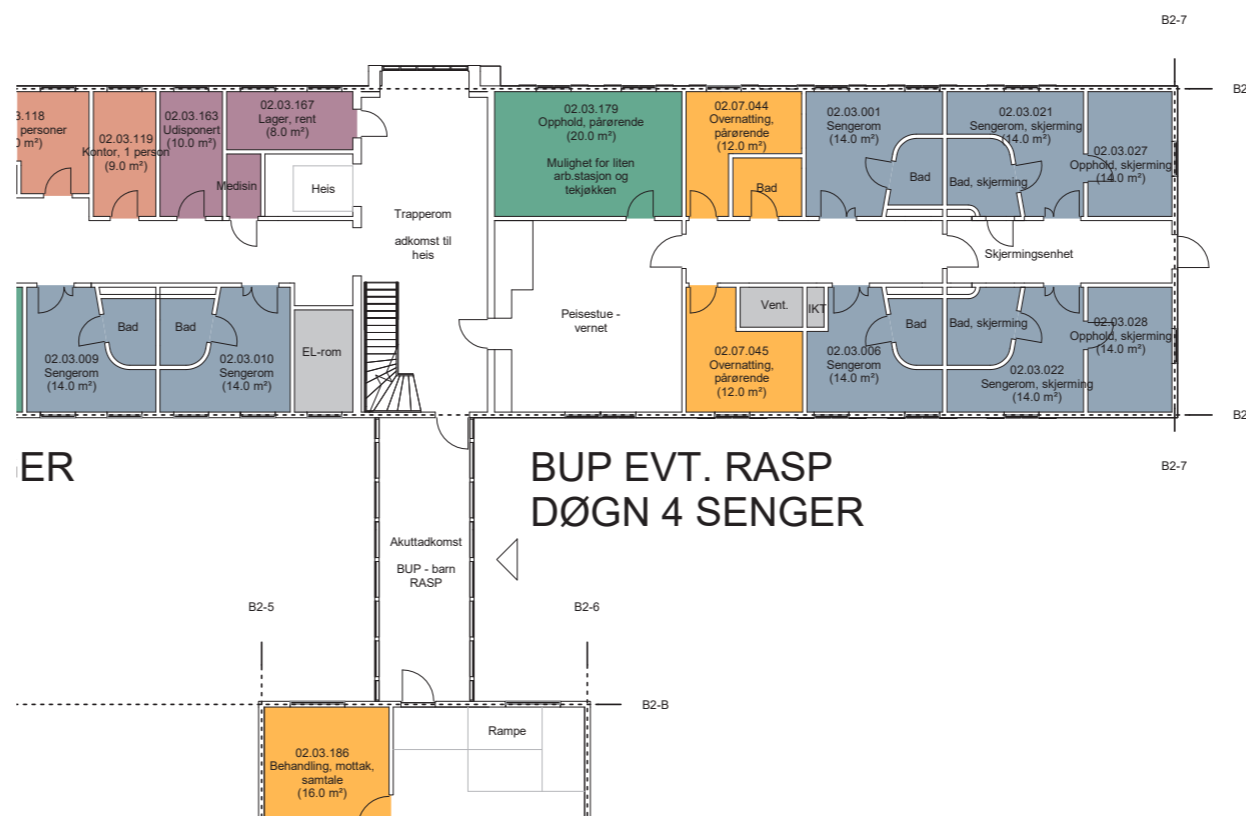 B2-7
B2
3.118
personer
m²)
02.03.119
Kontor, 1 person
(9.0 m²)
02.03.163
Udisponert
(10.0 m²)
02.03.167
Lager, rent
(8.0 m²)
Medisin
Heis
Trapperom
adkomst til
heis
02.03.179
Opphold, pårørende
(20.0 m²)
Mulighet for liten
arb.stasjon og
tekjøkken
02.07.044
Overnatting,
pårørende
(12.0 m²)
Bad
02.03.001
Sengerom
(14.0 m²)
Bad
02.03.021
Sengerom, skjerming
(14.0 m²)
Bad, skjerming
02.03.027
Opphold, skjerming
(14.0 m²)
Skjermingsenhet
02.03.009
Sengerom
(14.0 m²)
Bad
Bad
02.03.010
Sengerom
(14.0 m²)
EL-rom
Peisestue -
vernet
02.07.045
Overnatting,
pårørende
(12.0 m²)
Vent.
IKT
02.03.006
Sengerom
(14.0 m²)
Bad
Bad, skjerming
02.03.022
Sengerom, skjerming
(14.0 m²)
02.03.028
Opphold, skjerming
(14.0 m²)
B2
B2-7
ER
BUP EVT. RASP
DØGN 4 SENGER
Akuttadkomst
BUP - barn
RASP
B2-5
B2-6
B2-B
02.03.186
Behandling, mottak,
samtale
(16.0 m²)
Rampe